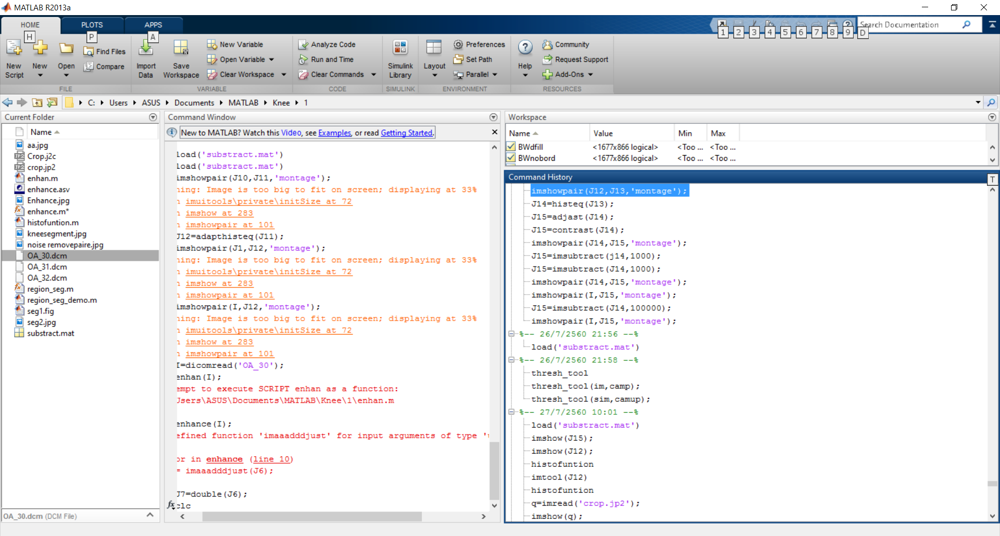 MATLAB R2013a
HOME PLOTS APPS
H P A
1 2 3 4 5 6 7 8 9 D
Search Documentation
New Script
New
Open
Find Files
Compare
Import Data
Save Workspace
New Variable
Open Variable
Clear Workspace
Analyze Code
Run and Time
Clear Commands
Simulink Library
Layout
Preferences
Set Path
Parallel
Help
Community
Request Support
Add-Ons
FILE VARIABLE CODE SIMULINK ENVIRONMENT RESOURCES
C: Users ASUS Documents MATLAB Knee 1
Current Folder
Name
aa.jpg
Crop.j2c
crop.jp2
enhan.m
enhance.asv
Enhance.jpg
enhance.m*
histofuntion.m
kneesegment.jpg
noise removepaire.jpg
OA_30.dcm
OA_31.dcm
OA_32.dcm
region_seg.m
region_seg_demo.m
seg1.fig
seg2.jpg
substract.mat
OA_30.dcm (DCM File)
Command Window
New to MATLAB? Watch this Video, see Examples, or read Getting Started.
load('substract.mat')
load('substract.mat')
imshowpair(J10,J11,'montage');
ning: Image is too big to fit on screen; displaying at 33%
imuitools\private\initSize at 72
imshow at 283
imshowpair at 101
J12=adapthisteq(J11);
imshowpair(J1,J12,'montage');
ning: Image is too big to fit on screen; displaying at 33%
imuitools\private\initSize at 72
imshow at 283
imshowpair at 101
imshowpair(I,J12,'montage');
ning: Image is too big to fit on screen; displaying at 33%
imuitools\private\initSize at 72
imshow at 283
imshowpair at 101
I=dicomread('OA_30');
enhan(I);
empt to execute SCRIPT enhan as a function:
Users\ASUS\Documents\MATLAB\Knee\1\enhan.m
enhance(I);
efined function 'imaaadddjust' for input arguments of type '
or in enhance (line 10)
= imaaadddjust(J6);
J7=double(J6);
fx clc
Workspace
Name Value Min Max
BWdfill <1677x866 logical> <Too ... <Too ...
BWnobord <1677x866 logical> <Too ... <Too ...
Command History
T
imshowpair(J12,J13,'montage');
J14=histeq(J13);
J15=adjast(J14);
J15=contrast(J14);
imshowpair(J14,J15,'montage');
J15=imsubtract(j14,1000);
J15=imsubtract(J14,1000);
imshowpair(J14,J15,'montage');
imshowpair(I,J15,'montage');
J15=imsubtract(J14,100000);
imshowpair(I,J15,'montage');
%-- 26/7/2560 21:56 --%
load('substract.mat')
%-- 26/7/2560 21:58 --%
thresh_tool
thresh_tool(im,camp);
thresh_tool(sim,camup);
%-- 27/7/2560 10:01 --%
load('substract.mat')
imshow(J15);
imshow(J12);
histofuntion
imtool(J12)
histofuntion
q=imread('crop.jp2');
imshow(q);